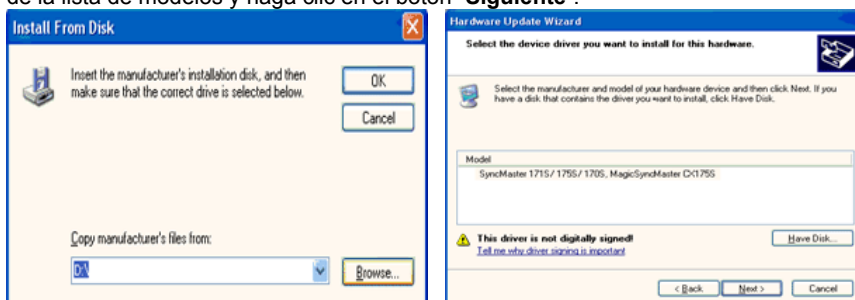 de la lista de modelos y haga clic en el botón "Siguiente".
Install From Disk
Insert the manufacturer's installation disk, and then
make sure that the correct drive is selected below.
OK
Cancel
Copy manufacturer's files from:
D:\
Browse...
Hardware Update Wizard
Select the device driver you want to install for this hardware.
Select the manufacturer and model of your hardware device and then click Next. If you
have a disk that contains the driver you want to install, click Have Disk.
Model
SyncMaster 171S/ 175S/ 170S, MagicSyncMaster CX175S
This driver is not digitally signed!
Tell me why driver signing is important
Have Disk...
< Back
Next >
Cancel